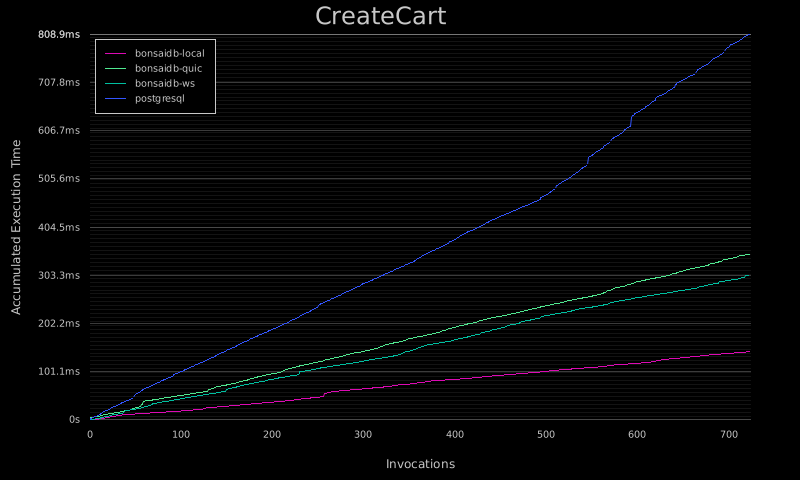 CreateCart
808.9ms
bonsaidb-local
bonsaidb-quic
bonsaidb-ws
postgresql
707.8ms
606.7ms
505.6ms
404.5ms
303.3ms
202.2ms
101.1ms
0s
Accumulated Execution Time
0 100 200 300 400 500 600 700
Invocations